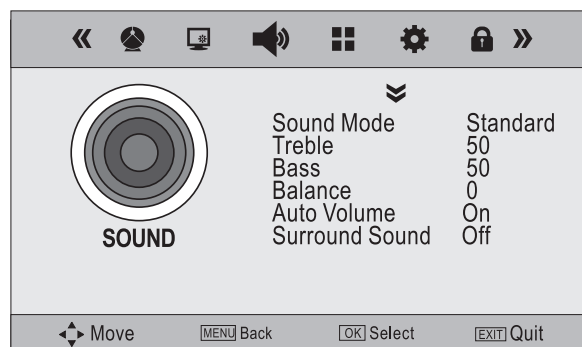 Sound Mode Standard
Treble 50
Bass 50
Balance 0
Auto Volume On
Surround Sound Off
SOUND
Move MENU Back OK Select EXIT Quit